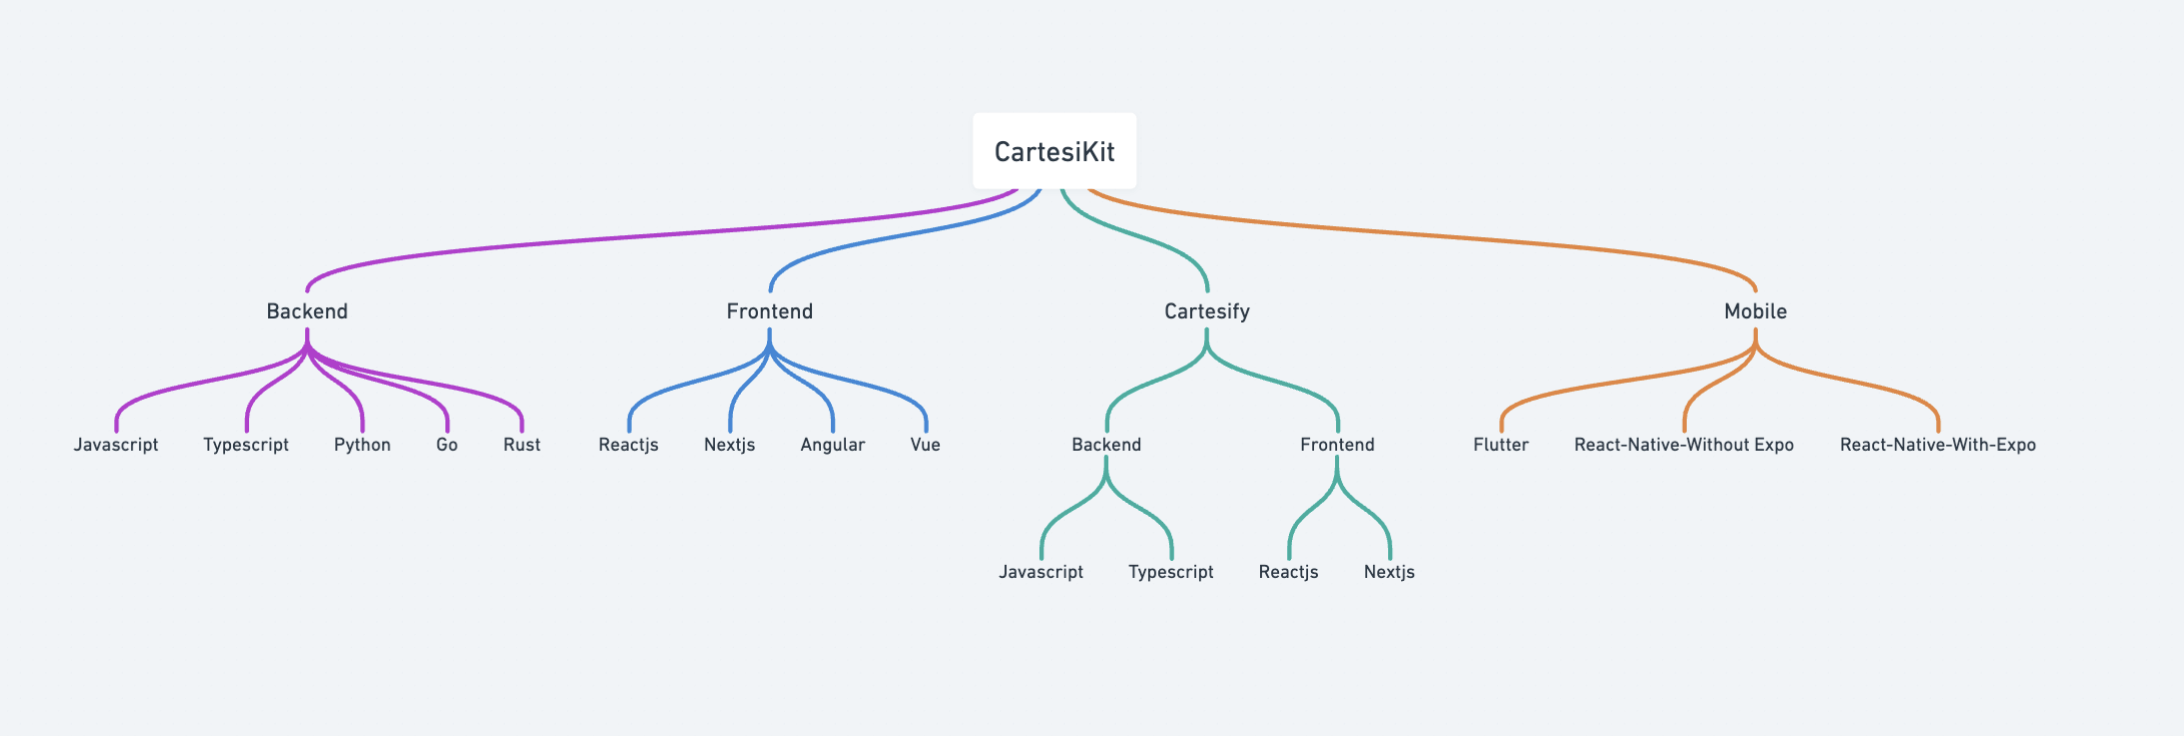 CartesiKit
Backend
Frontend
Cartesify
Mobile
Javascript
Typescript
Python
Go
Rust
Reactjs
Nextjs
Angular
Vue
Backend
Frontend
Flutter
React-Native-Without Expo
React-Native-With-Expo
Javascript
Typescript
Reactjs
Nextjs